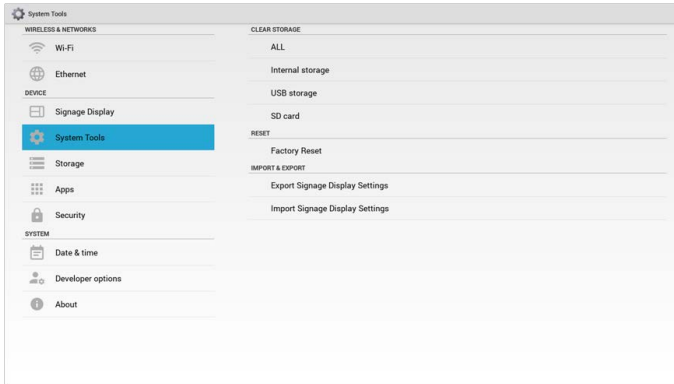 System Tools
WIRELESS & NETWORKS
Wi-Fi
Ethernet
DEVICE
Signage Display
System Tools
Storage
Apps
Security
SYSTEM
Date & time
Developer options
About
CLEAR STORAGE
ALL
Internal storage
USB storage
SD card
RESET
Factory Reset
IMPORT & EXPORT
Export Signage Display Settings
Import Signage Display Settings